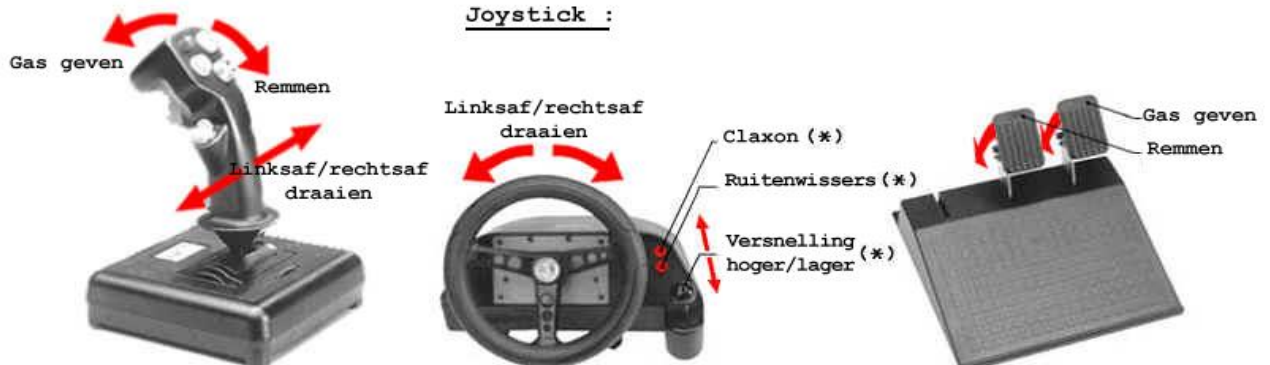 Joystick :
Gas geven
Remmen
Linksaf/rechtsaf
draaien
Linksaf/rechtsaf
draaien
Claxon (*)
Ruitenwissers (*)
Versnelling
hoger/lager (*)
Gas geven
Remmen